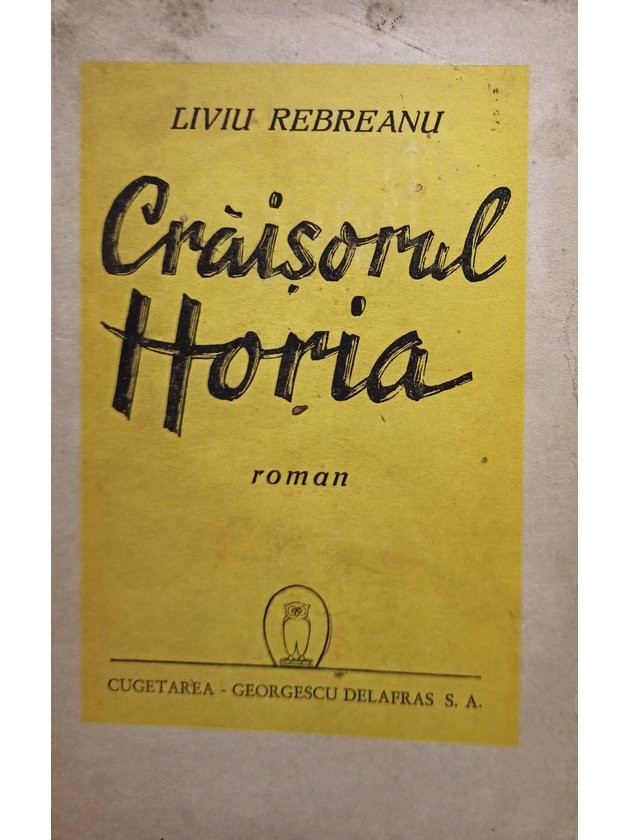 LIVIU REBREANU
Crăișorul
Horia
roman
CUGETAREA - GEORGESCU DELAFRAS S. A.